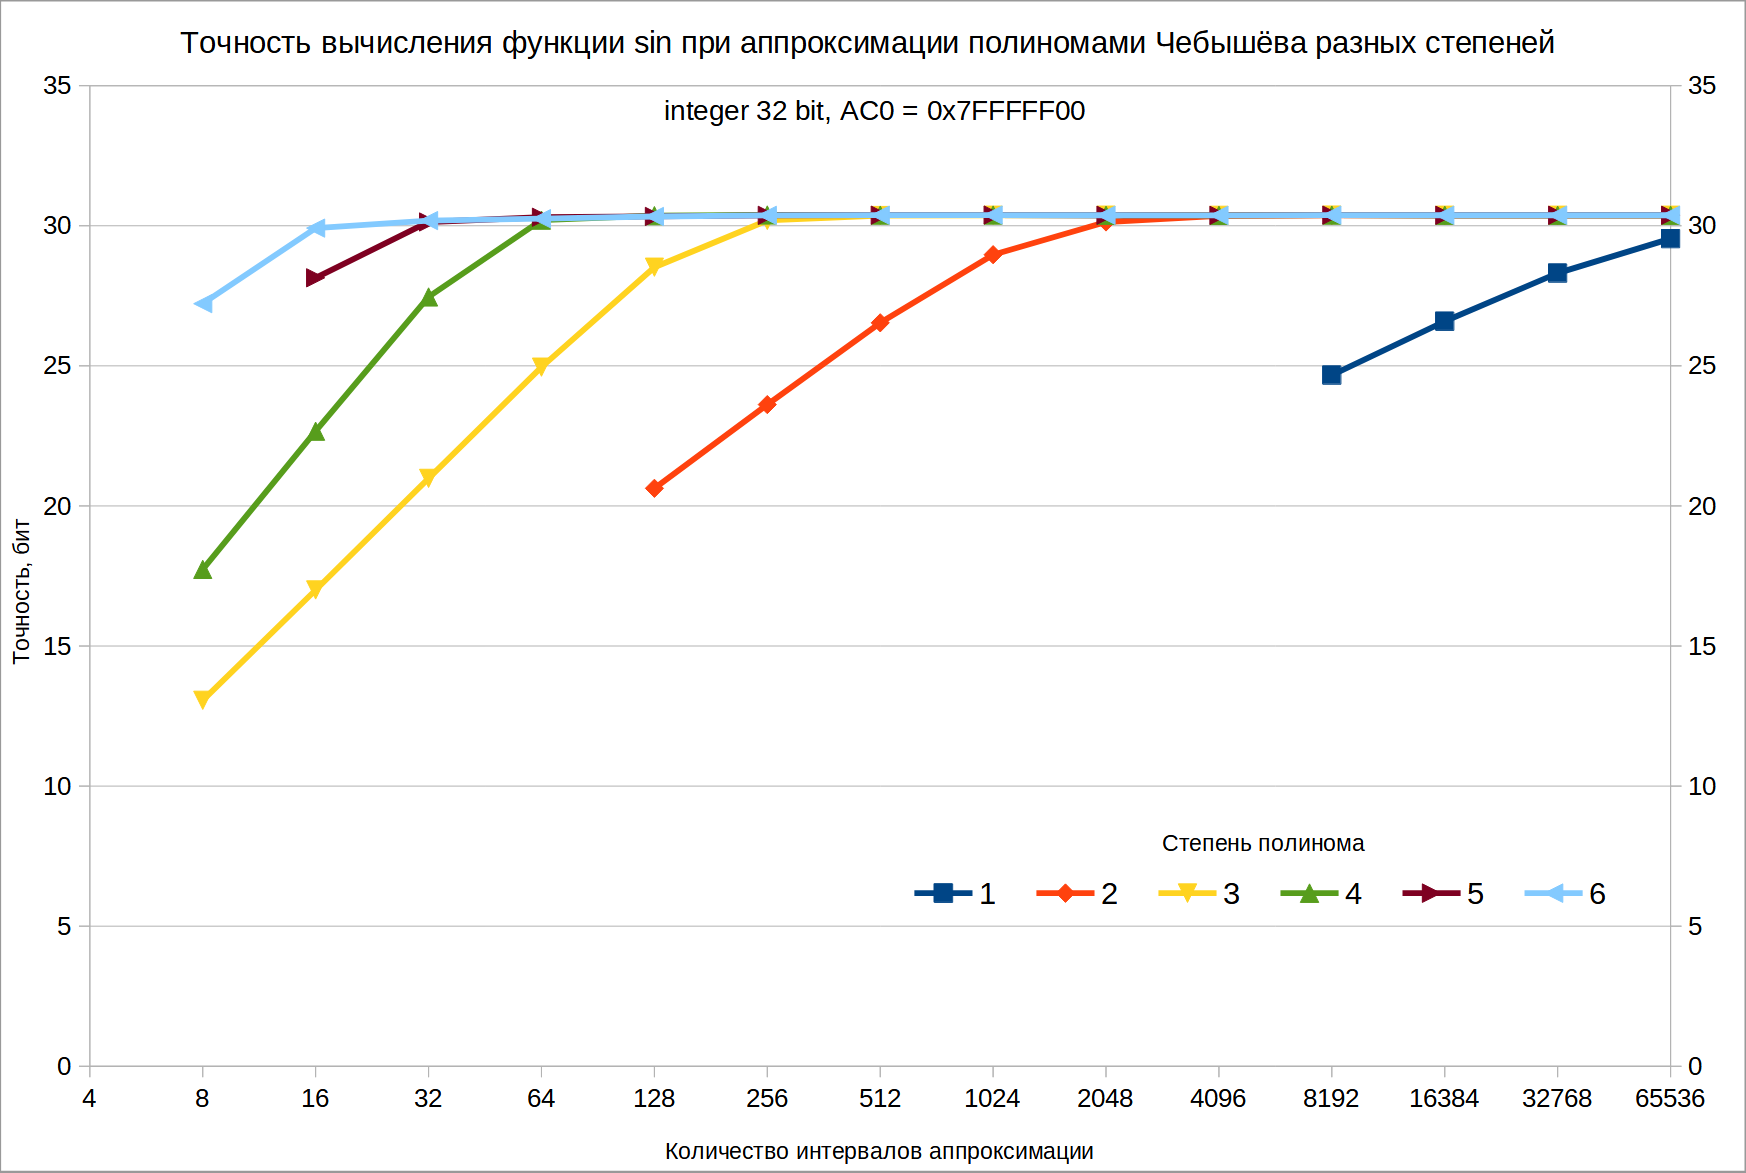 Точность вычисления функции sin при аппроксимации полиномами Чебышёва разных степеней
integer 32 bit, AC0 = 0x7FFFFF00
35 35
30 30
25 25
20 20
15 15
10 10
5 5
0 0
Точность, бит
Степень полинома
1 2 3 4 5 6
4 8 16 32 64 128 256 512 1024 2048 4096 8192 16384 32768 65536
Количество интервалов аппроксимации